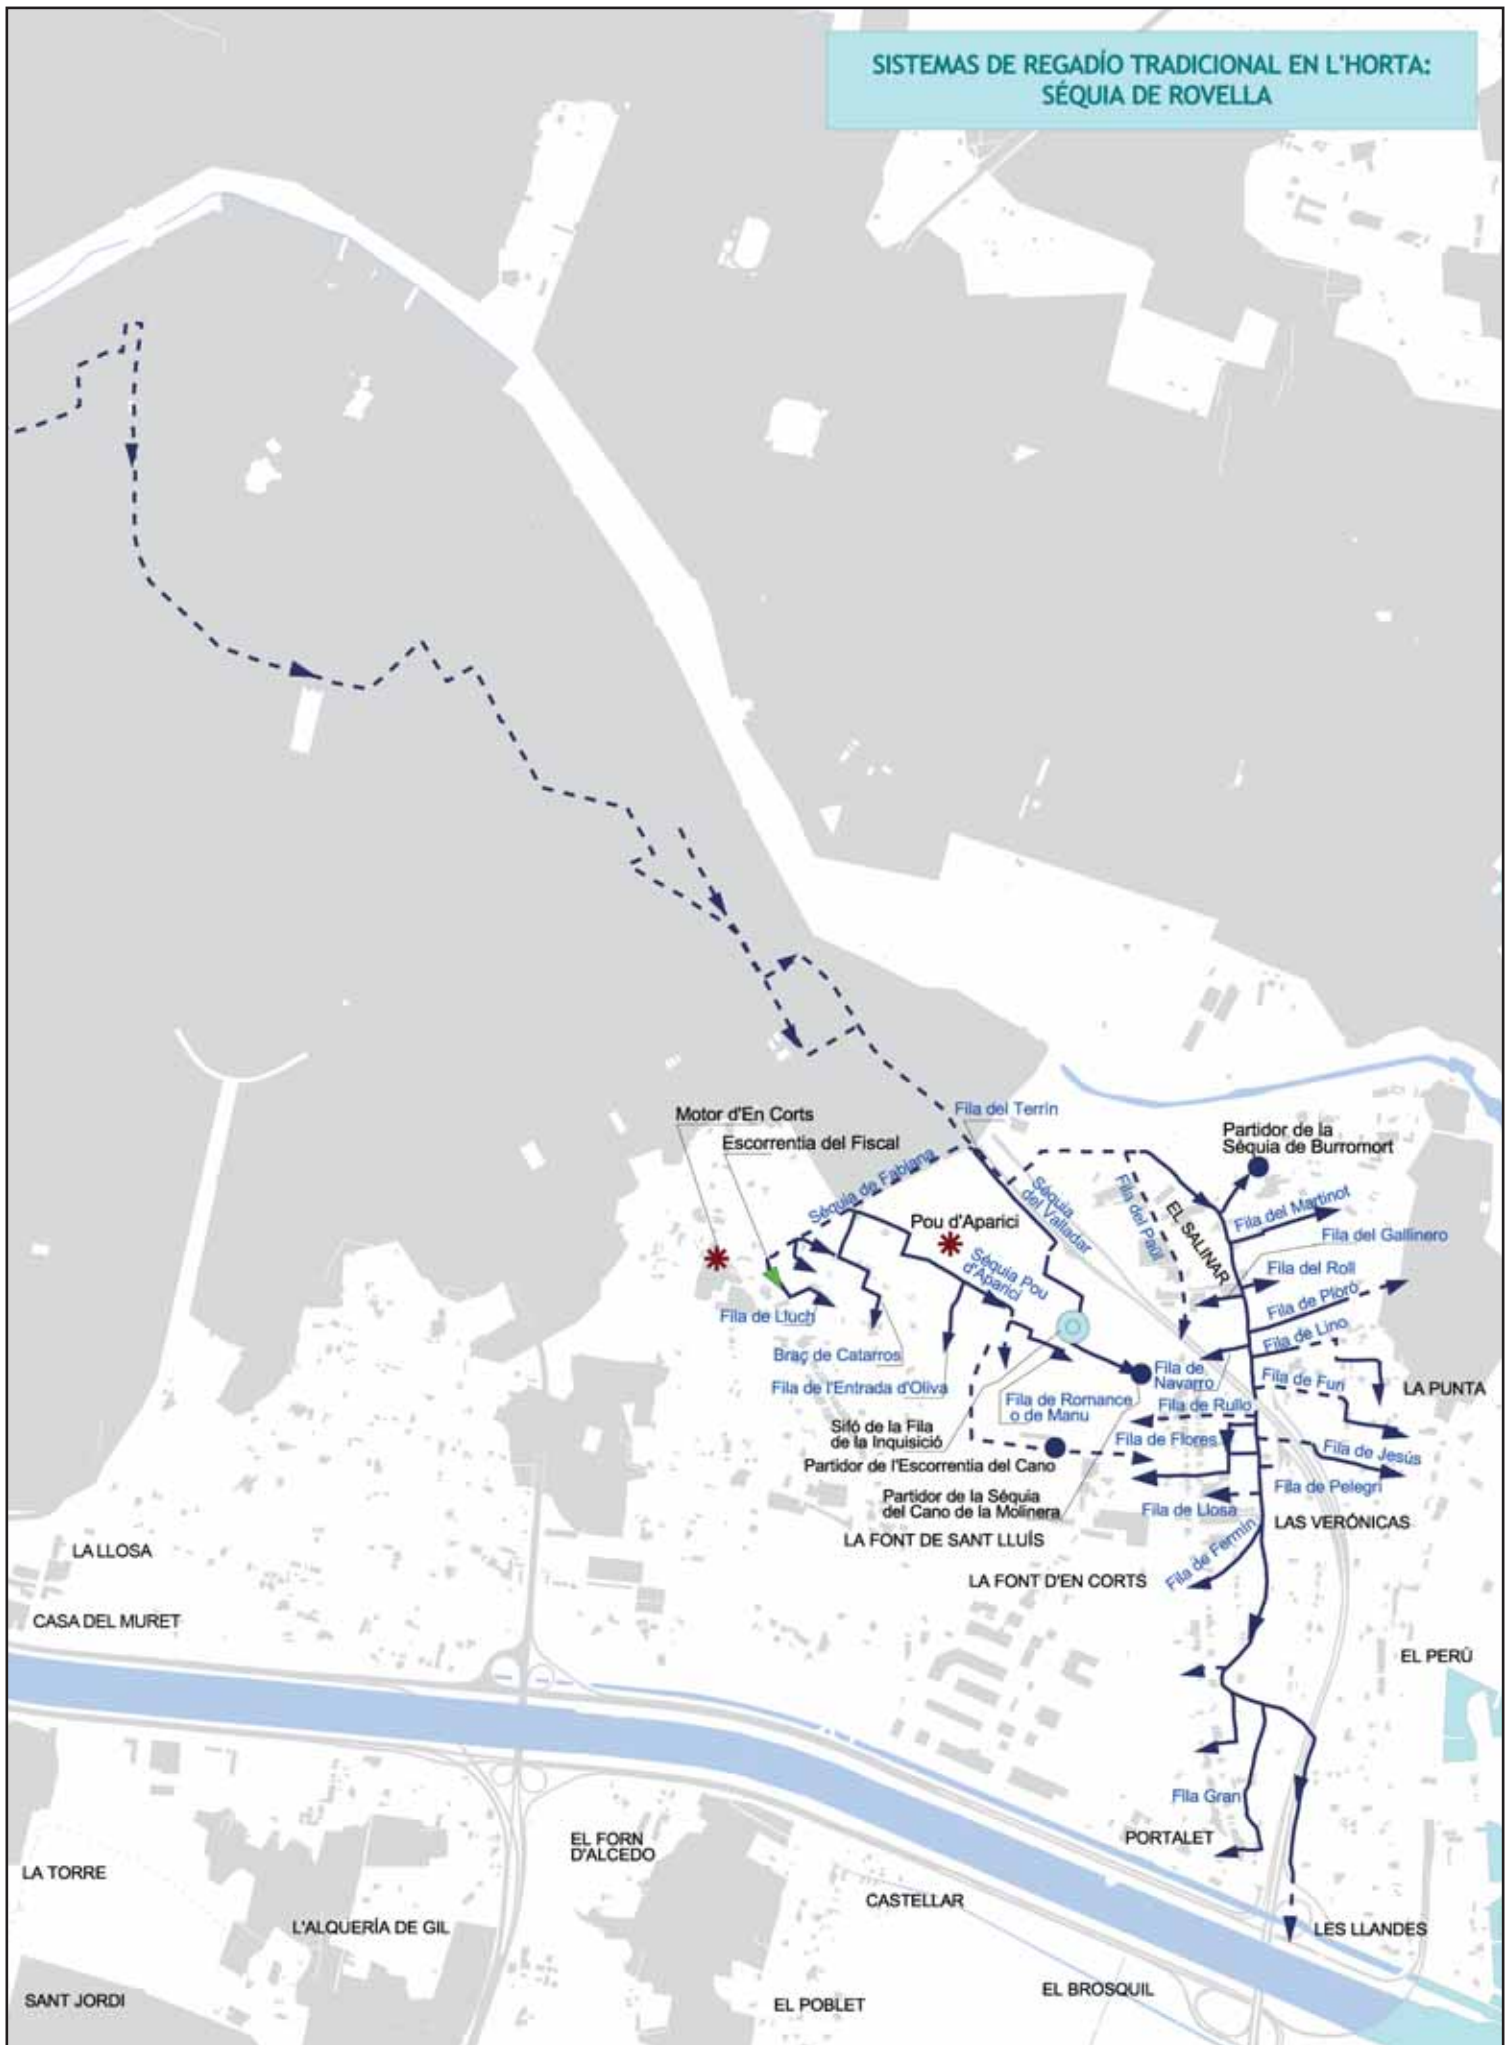 SISTEMAS DE REGADÍO TRADICIONAL EN L'HORTA:
SÉQUIA DE ROVELLA
Motor d'En Corts
Fila del Terrín
Escorrentia del Fiscal
Partidor de la
Séquia de Burromort
Séquia de Fabiana
Séquia
del Valladar
Fila del Paül
EL SALINAR
Fila del Martinot
Pou d'Aparici
Fila del Gallinero
Séquia Pou
d'Aparici
Fila del Roll
Fila de Ploró
Fila de Lluch
Fila de Lino
Braç de Catarros
Fila de
Navarro
Fila de Furi
Fila de l'Entrada d'Oliva
LA PUNTA
Fila de Romance
o de Manu
Fila de Rullo
Sifó de la Fila
de la Inquisició
Fila de Flores
Fila de Jesús
Partidor de l'Escorrentia del Cano
Fila de Pelegrí
Partidor de la Séquia
del Cano de la Molinera
Fila de Llosa
LAS VERÓNICAS
LA FONT DE SANT LLUÍS
Fila de Fermín
LA LLOSA
LA FONT D'EN CORTS
CASA DEL MURET
EL PERÚ
Fila Gran
PORTALET
EL FORN
D'ALCEDO
LA TORRE
CASTELLAR
L'ALQUERÍA DE GIL
LES LLANDES
EL BROSQUIL
SANT JORDI
EL POBLET